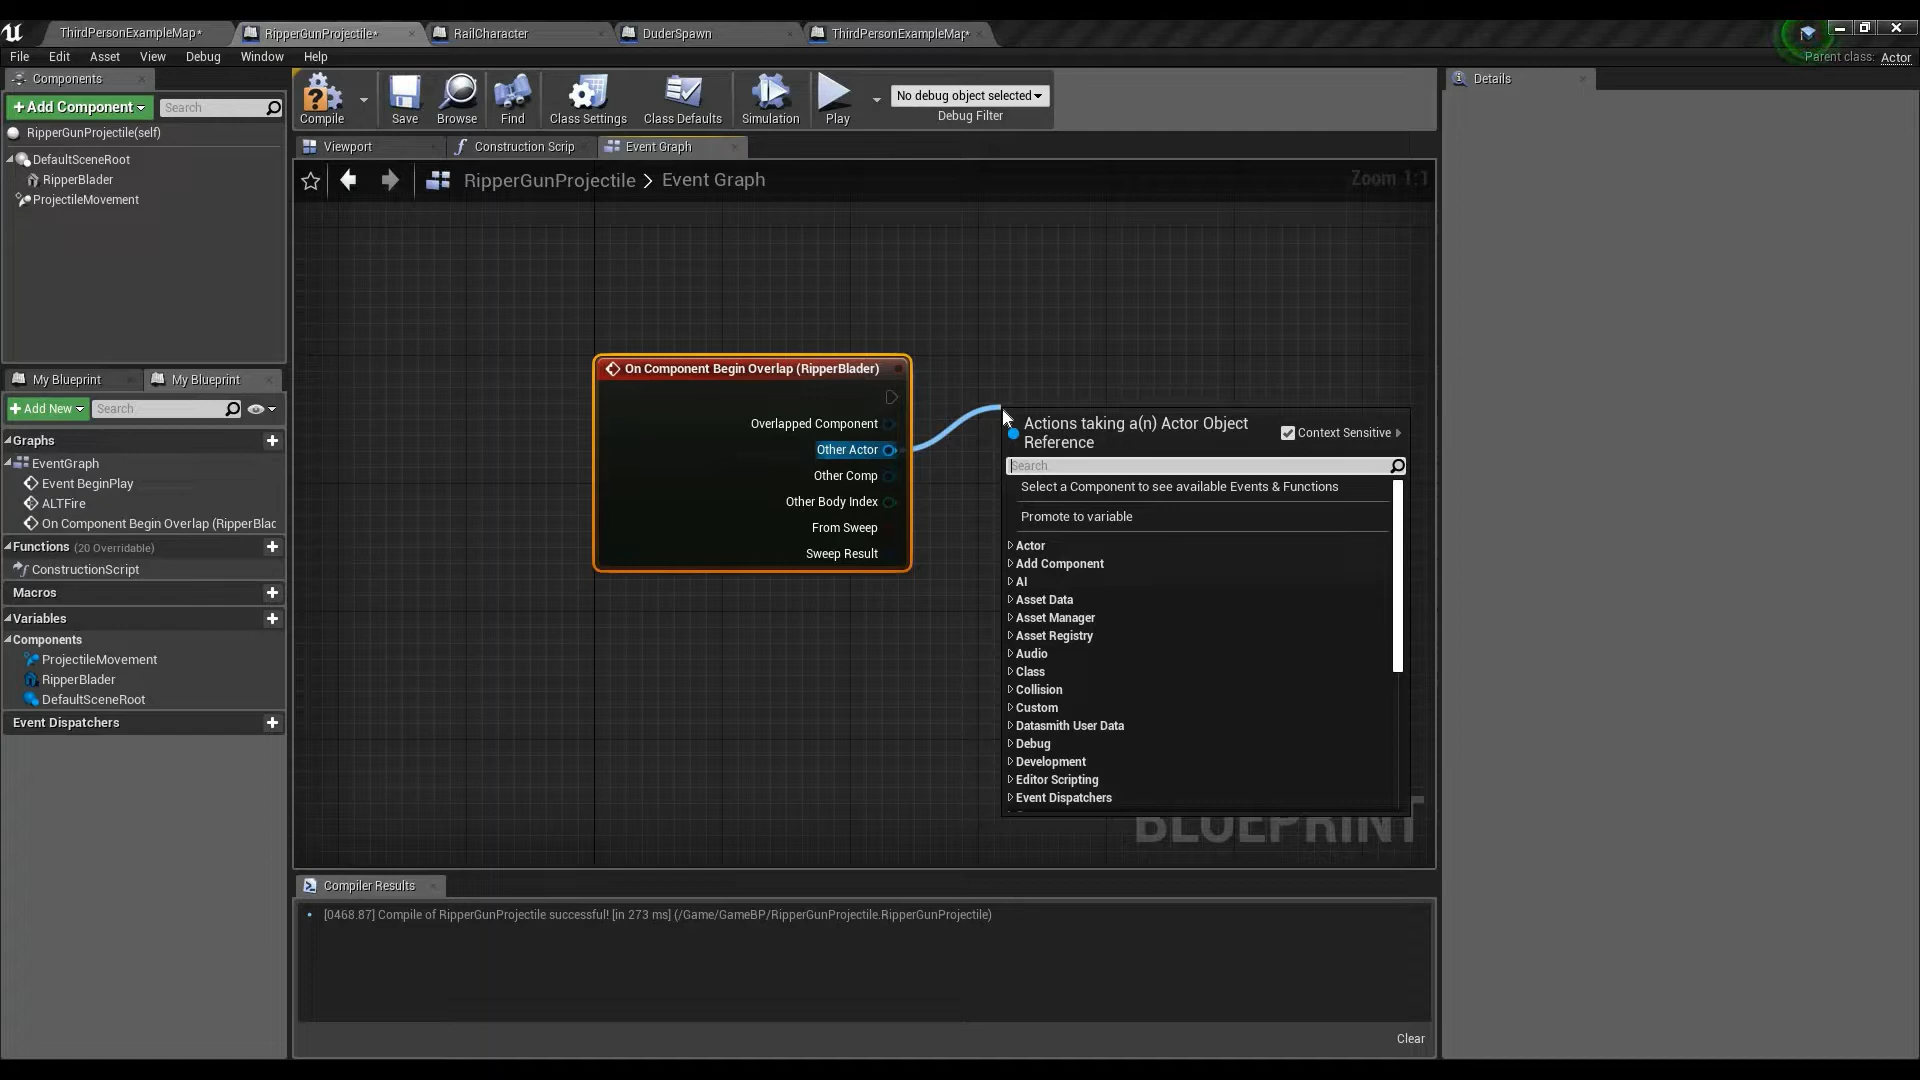 ThirdPersonExampleMap*
RipperGunProjectile*
RailCharacter
DuderSpawn
ThirdPersonExampleMap*
File Edit Asset View Debug Window Help
Parent class: Actor
Components
+Add Component
Search
RipperGunProjectile(self)
DefaultSceneRoot
RipperBlader
ProjectileMovement
Compile
Save
Browse
Find
Class Settings
Class Defaults
Simulation
Play
No debug object selected
Debug Filter
Details
Viewport
Construction Scrip
Event Graph
RipperGunProjectile > Event Graph
Zoom 1:1
My Blueprint
My Blueprint
+Add New
Search
Graphs
EventGraph
Event BeginPlay
ALTFire
On Component Begin Overlap (RipperBlac
Functions (20 Overridable)
ConstructionScript
Macros
Variables
Components
ProjectileMovement
RipperBlader
DefaultSceneRoot
Event Dispatchers
On Component Begin Overlap (RipperBlader)
Overlapped Component
Other Actor
Other Comp
Other Body Index
From Sweep
Sweep Result
Actions taking a(n) Actor Object
Reference
Context Sensitive
Search
Select a Component to see available Events & Functions
Promote to variable
Actor
Add Component
AI
Asset Data
Asset Manager
Asset Registry
Audio
Class
Collision
Custom
Datasmith User Data
Debug
Development
Editor Scripting
Event Dispatchers
BLUEPRINT
Compiler Results
[0468.87] Compile of RipperGunProjectile successful! [in 273 ms] (/Game/GameBP/RipperGunProjectile.RipperGunProjectile)
Clear